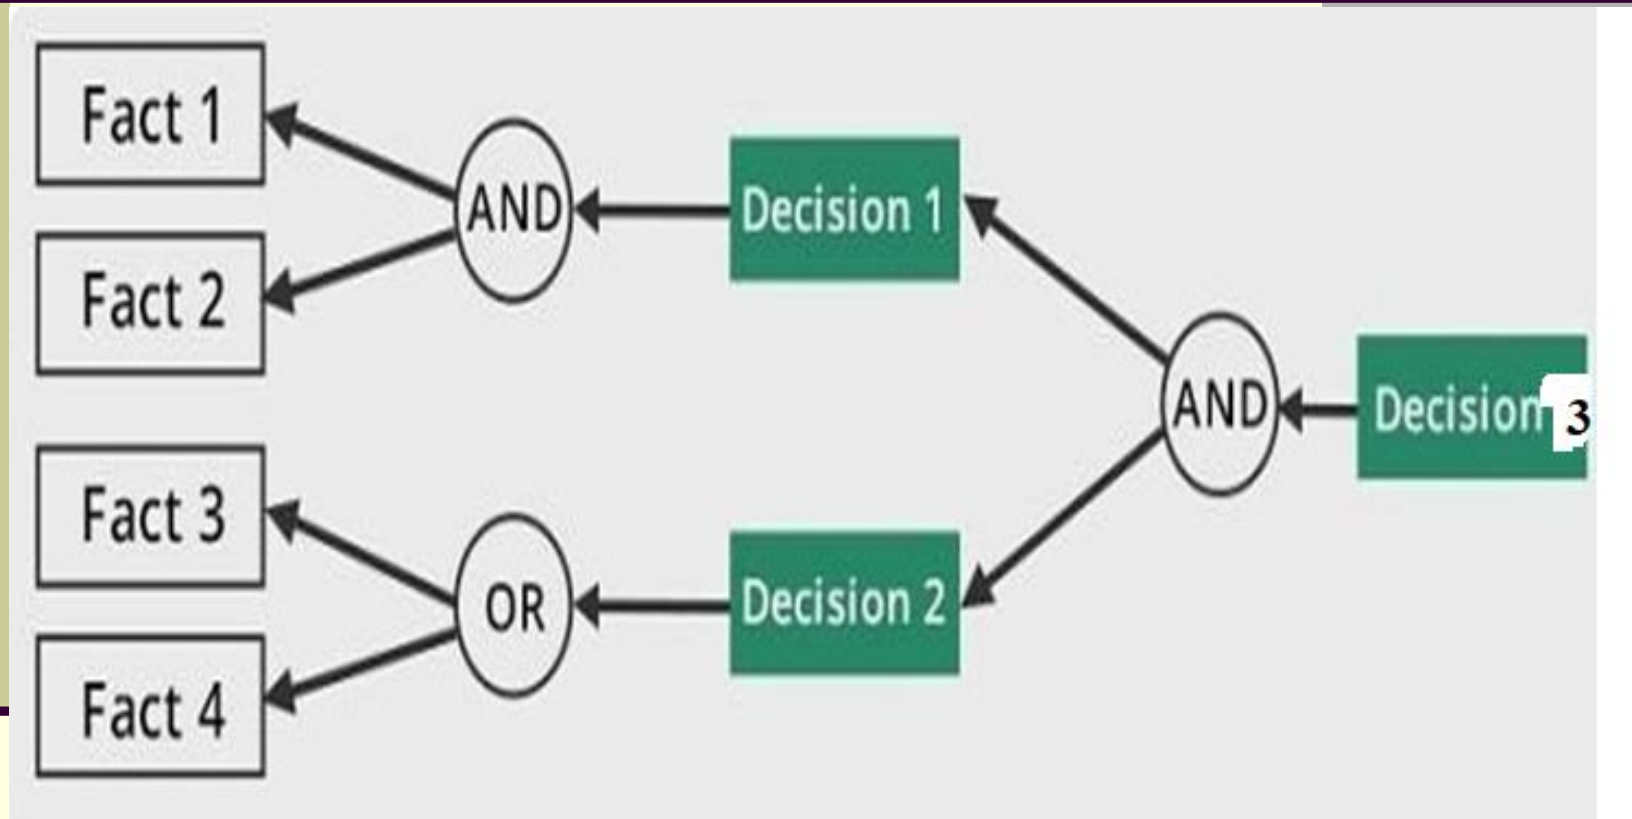 Fact 1
Fact 2
AND
Decision 1
AND
Decision 3
Fact 3
Fact 4
OR
Decision 2